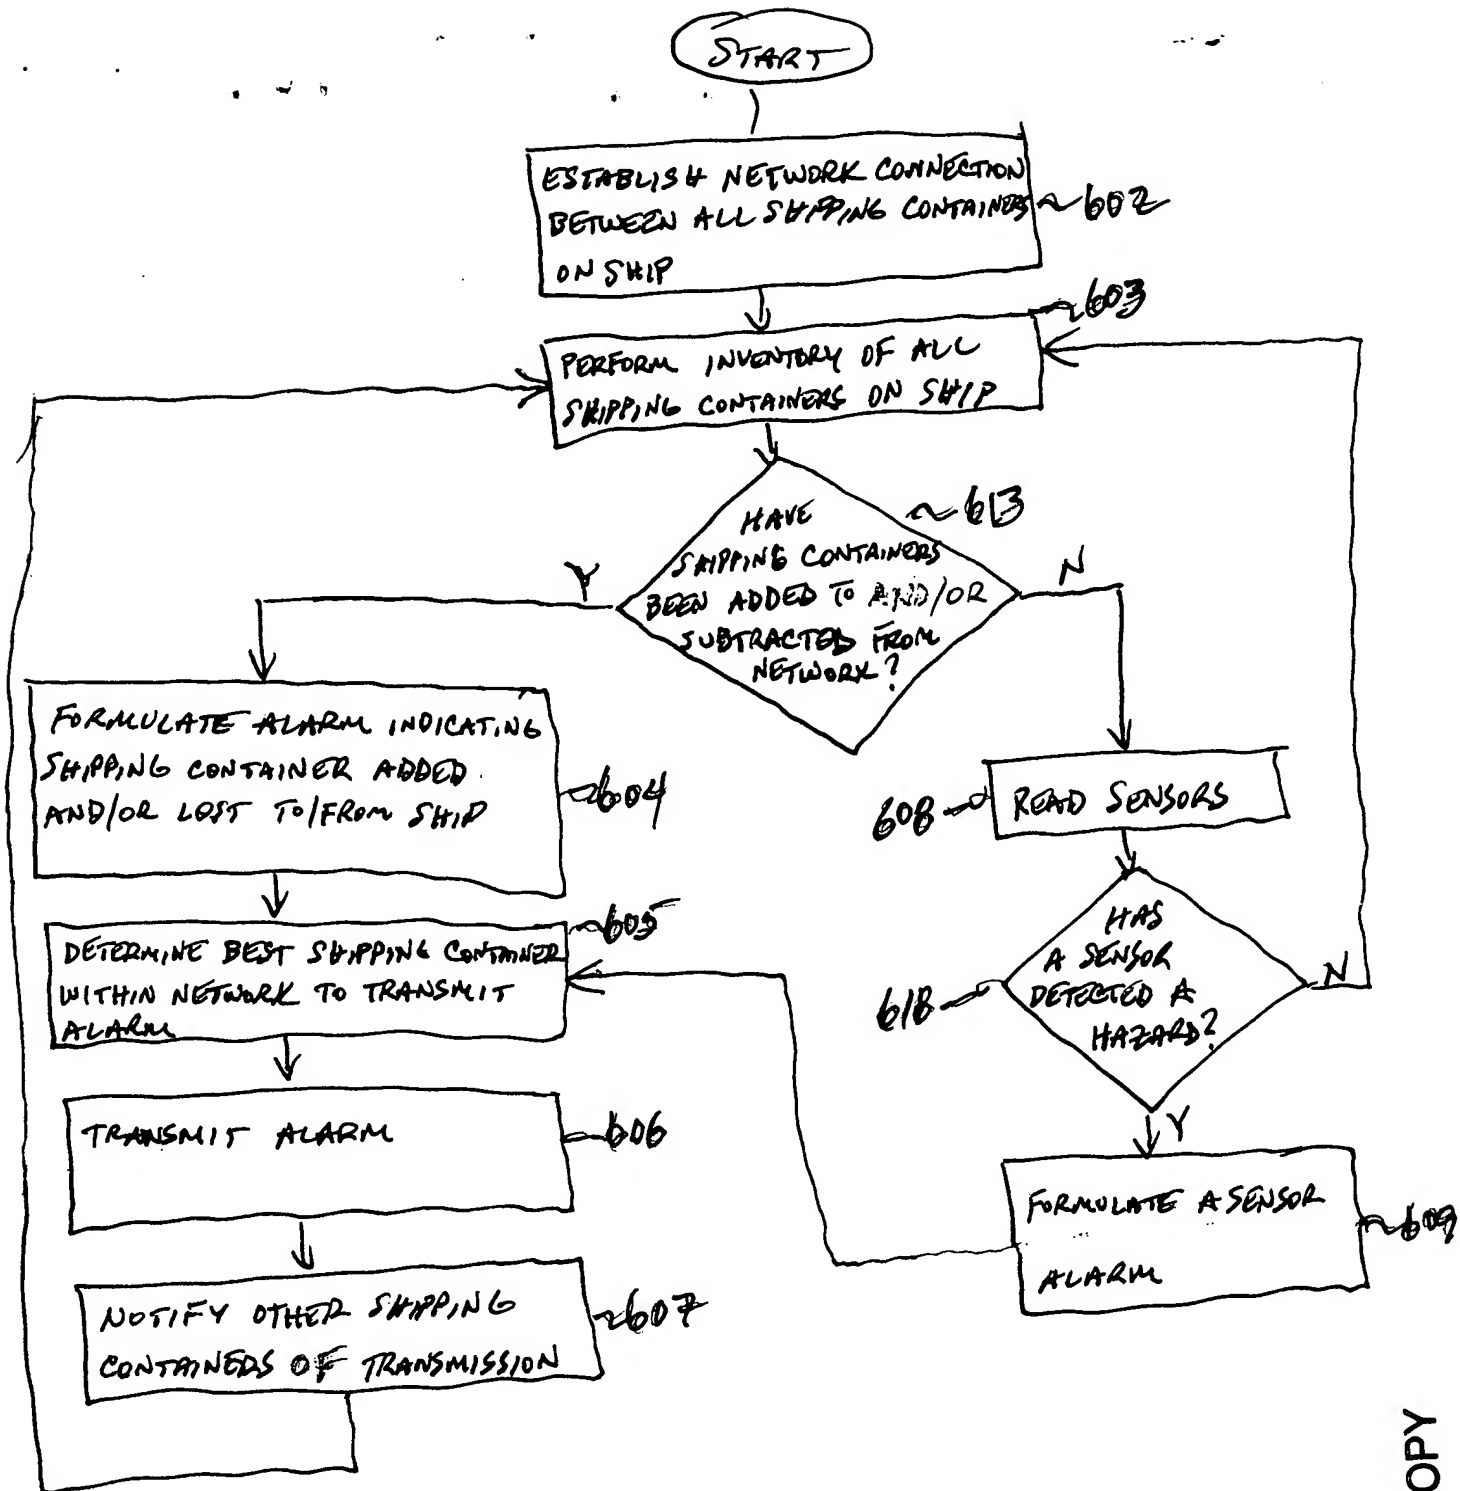 START
ESTABLISH NETWORK CONNECTION
BETWEEN ALL SHIPPING CONTAINERS
ON SHIP
~602
~603
PERFORM INVENTORY OF ALL
SHIPPING CONTAINERS ON SHIP
~613
HAVE
SHIPPING CONTAINERS
BEEN ADDED TO AND/OR
SUBTRACTED FROM
NETWORK?
Y
N
FORMULATE ALARM INDICATING
SHIPPING CONTAINER ADDED
AND/OR LOST TO/FROM SHIP
~604
608
READ SENSORS
~605
DETERMINE BEST SHIPPING CONTAINER
WITHIN NETWORK TO TRANSMIT
ALARM
618
HAS
A SENSOR
DETECTED A
HAZARD?
N
Y
TRANSMIT ALARM
~606
FORMULATE A SENSOR
ALARM
~609
NOTIFY OTHER SHIPPING
CONTAINERS OF TRANSMISSION
~607
OPY